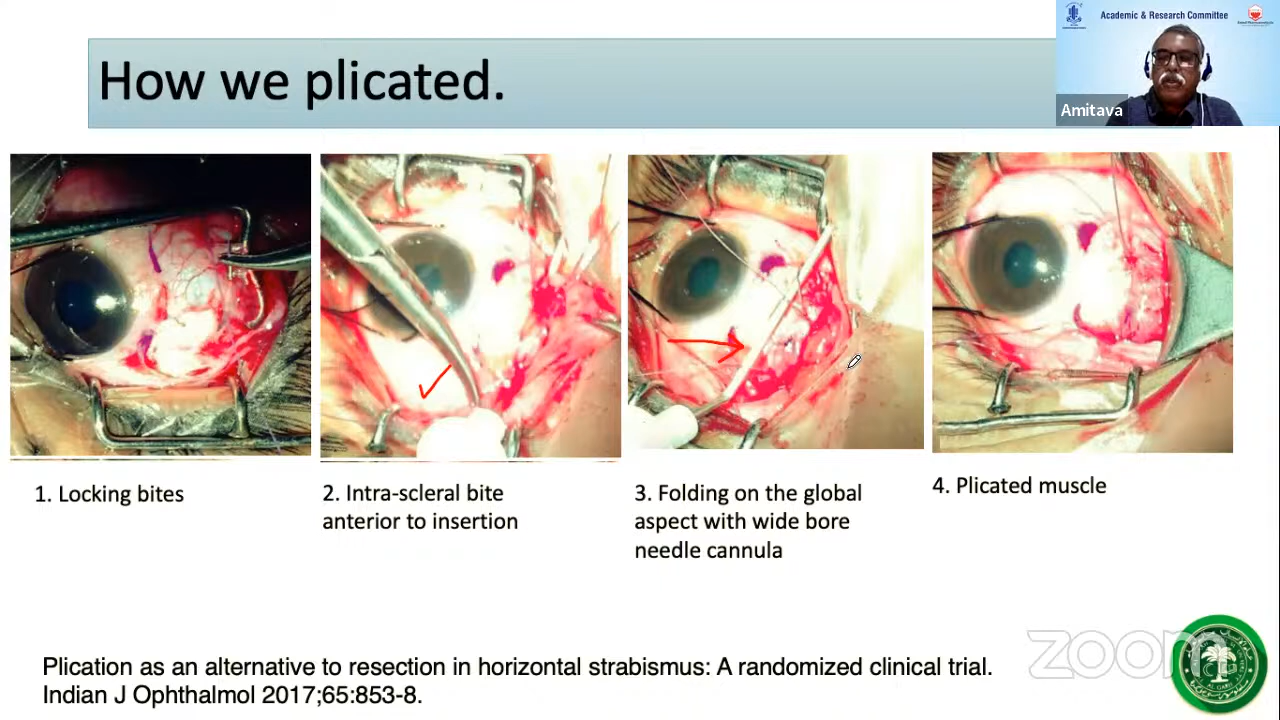 Academic & Research Committee
How we plicated.
Amitava
1. Locking bites
2. Intra-scleral bite
anterior to insertion
3. Folding on the global
aspect with wide bore
needle cannula
4. Plicated muscle
Plication as an alternative to resection in horizontal strabismus: A randomized clinical trial.
Indian J Ophthalmol 2017;65:853-8.
zoom